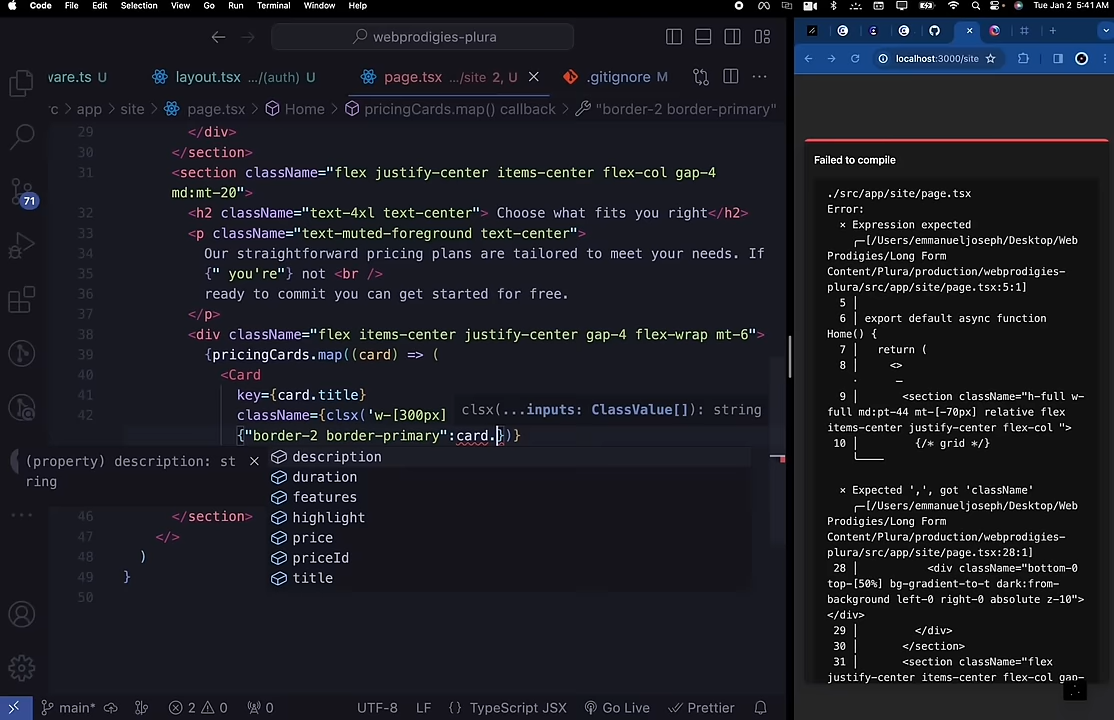 Code File Edit Selection View Go Run Terminal Window Help Tue Jan 2 5:41 AM
webprodigies-plura
ware.ts U layout.tsx .../(auth) U page.tsx .../site 2, U .gitignore M
localhost:3000/site
rc > app > site > page.tsx > Home > pricingCards.map() callback > "border-2 border-primary"
29 </div>
30 </section>
31 <section className="flex justify-center items-center flex-col gap-4
md:mt-20">
32 <h2 className="text-4xl text-center"> Choose what fits you right</h2>
33 <p className="text-muted-foreground text-center">
34 Our straightforward pricing plans are tailored to meet your needs. If
35 {" you're"} not <br />
36 ready to commit you can get started for free.
37 </p>
38 <div className="flex items-center justify-center gap-4 flex-wrap mt-6">
39 {pricingCards.map((card) => (
40 <Card
41 key={card.title}
42 className={clsx('w-[300px]
clsx(...inputs: ClassValue[]): string
{"border-2 border-primary":card.})}
(property) description: st
ring
description
duration
features
highlight
price
priceId
title
46 </section>
47 </>
48 )
49 }
50
71
main* 2 0 0 UTF-8 LF {} TypeScript JSX Go Live Prettier
Failed to compile
./src/app/site/page.tsx
Error:
× Expression expected
╭─[/Users/emmanueljoseph/Desktop/Web
Prodigies/Long Form
Content/Plura/production/webprodigies-
plura/src/app/site/page.tsx:5:1]
5 │
6 │ export default async function
Home() {
7 │ return (
8 │ <>
· ─
9 │ <section className="h-full w-
full md:pt-44 mt-[-70px] relative flex
items-center justify-center flex-col ">
10 │ {/* grid */}
╰────
× Expected ',', got 'className'
╭─[/Users/emmanueljoseph/Desktop/Web
Prodigies/Long Form
Content/Plura/production/webprodigies-
plura/src/app/site/page.tsx:28:1]
28 │ <div className="bottom-0
top-[50%] bg-gradient-to-t dark:from-
background left-0 right-0 absolute z-10">
</div>
29 │ </div>
30 │ </section>
31 │ <section className="flex
justify-center items-center flex-col gap-